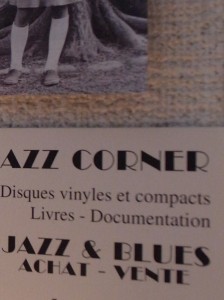 AZZ CORNER
Disques vinyles et compacts
Livres - Documentation
JAZZ & BLUES
ACHAT - VENTE